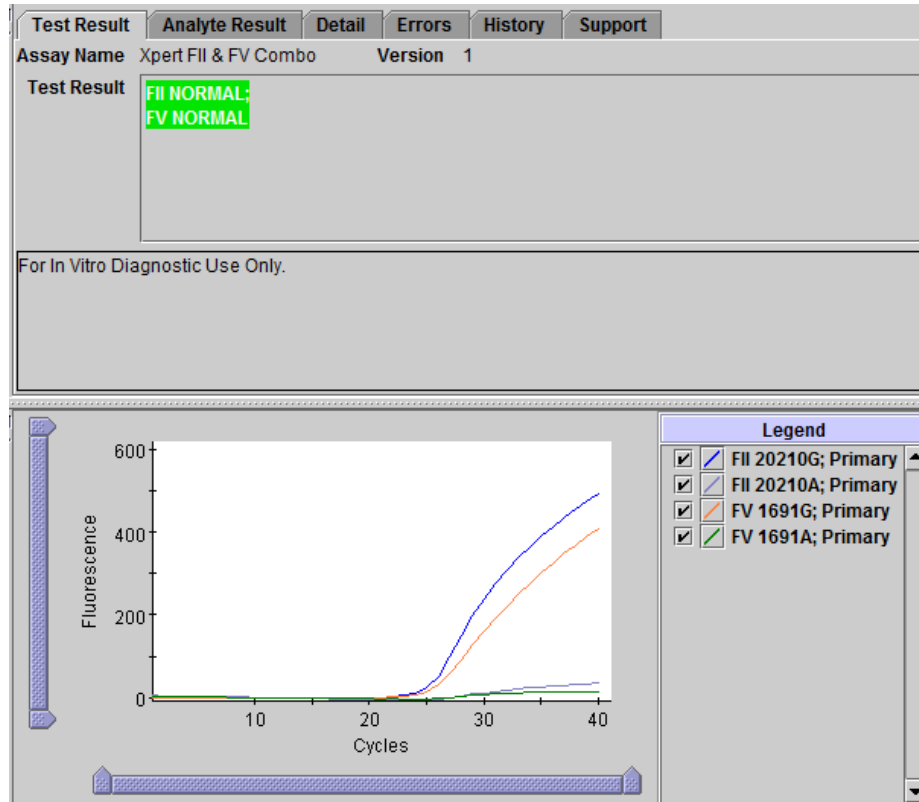 Test Result Analyte Result Detail Errors History Support
Assay Name Xpert FII & FV Combo Version 1
Test Result
FII NORMAL;
FV NORMAL
For In Vitro Diagnostic Use Only.
Legend
FII 20210G; Primary
FII 20210A; Primary
FV 1691G; Primary
FV 1691A; Primary
600
400
200
0
Fluorescence
10 20 30 40
Cycles